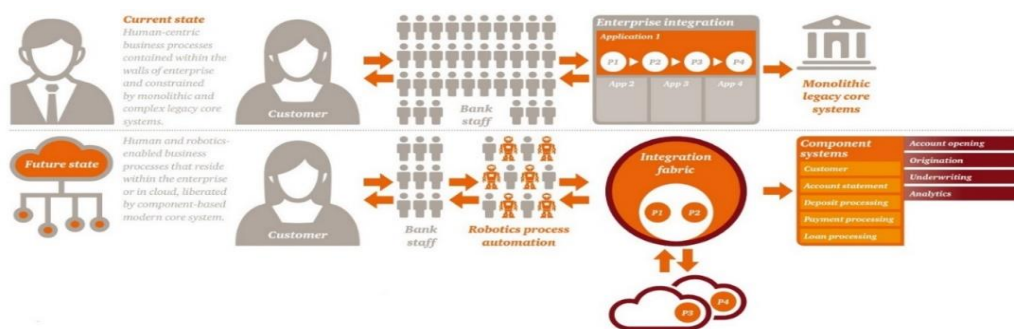 Current state
Human-centric
business processes
contained within the
walls of enterprise
and constrained
by monolithic and
complex legacy core
systems.
Customer
Bank
staff
Enterprise integration
Application 1
P1
P2
P3
P4
App 2
App 3
App 4
Monolithic
legacy core
systems
Future state
Human and robotics-
enabled business
processes that reside
within the enterprise
or in cloud, liberated
by component-based
modern core system.
Customer
Bank
staff
Robotics process
automation
Integration
fabric
P1
P2
P3
P4
Component
systems
Customer
Account statement
Deposit processing
Payment processing
Loan processing
Account opening
Origination
Underwriting
Analytics